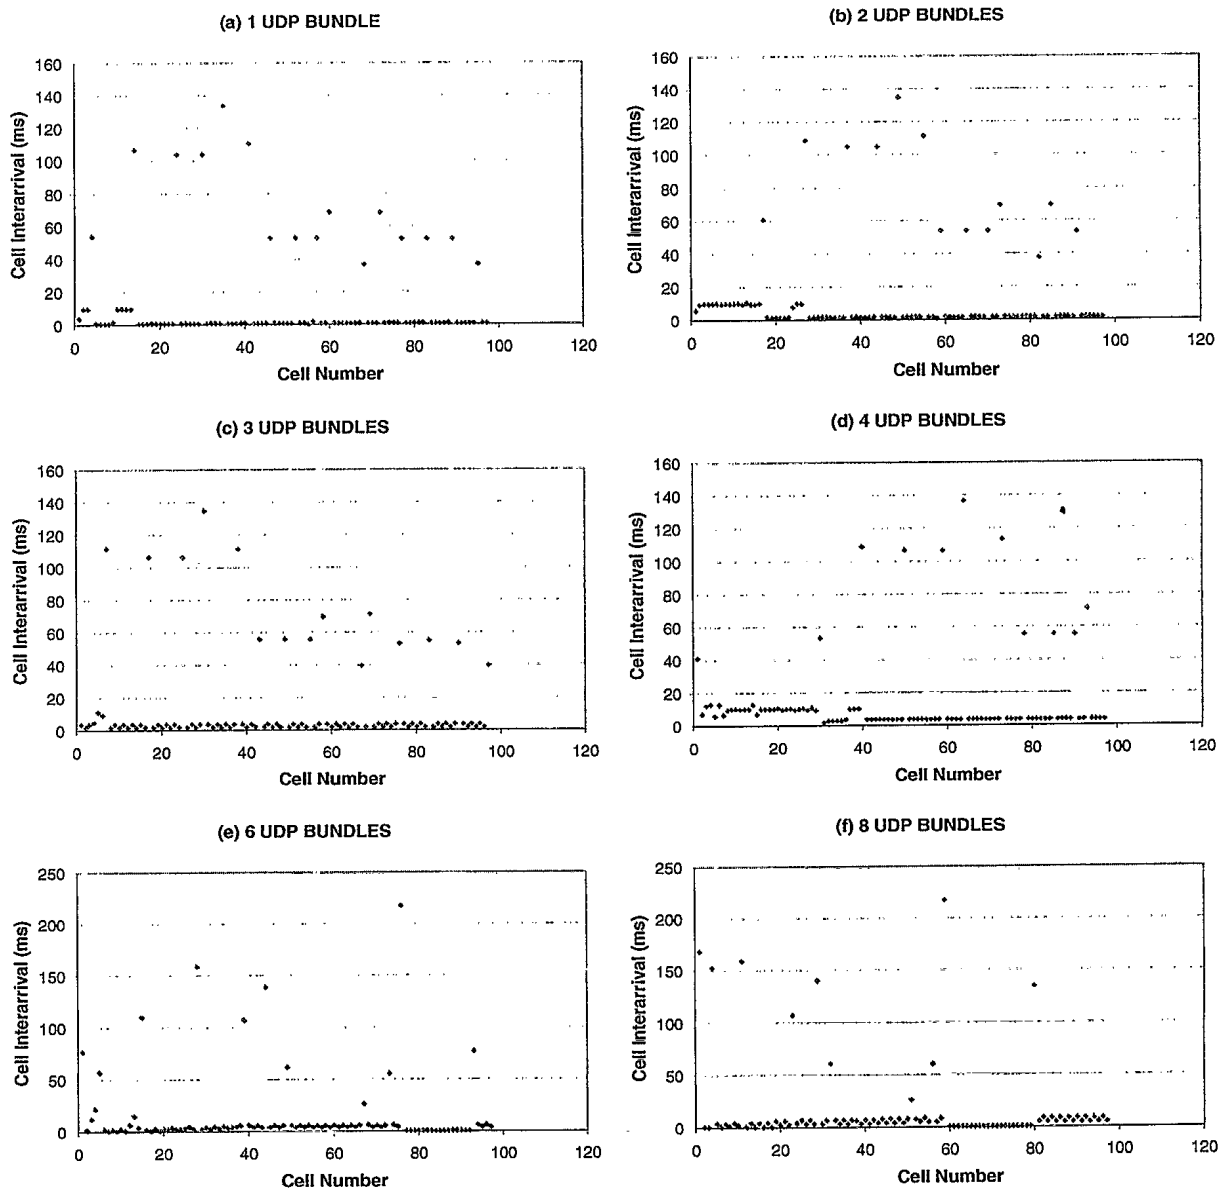 (a) 1 UDP BUNDLE
160
140
120
100
80
60
40
20
0
Cell Interarrival (ms)
0 20 40 60 80 100 120
Cell Number
(b) 2 UDP BUNDLES
160
140
120
100
80
60
40
20
0
Cell Interarrival (ms)
0 20 40 60 80 100 120
Cell Number
(c) 3 UDP BUNDLES
160
140
120
100
80
60
40
20
0
Cell Interarrival (ms)
0 20 40 60 80 100 120
Cell Number
(d) 4 UDP BUNDLES
160
140
120
100
80
60
40
20
0
Cell Interarrival (ms)
0 20 40 60 80 100 120
Cell Number
(e) 6 UDP BUNDLES
250
200
150
100
50
0
Cell Interarrival (ms)
0 20 40 60 80 100 120
Cell Number
(f) 8 UDP BUNDLES
250
200
150
100
50
0
Cell Interarrival (ms)
0 20 40 60 80 100 120
Cell Number